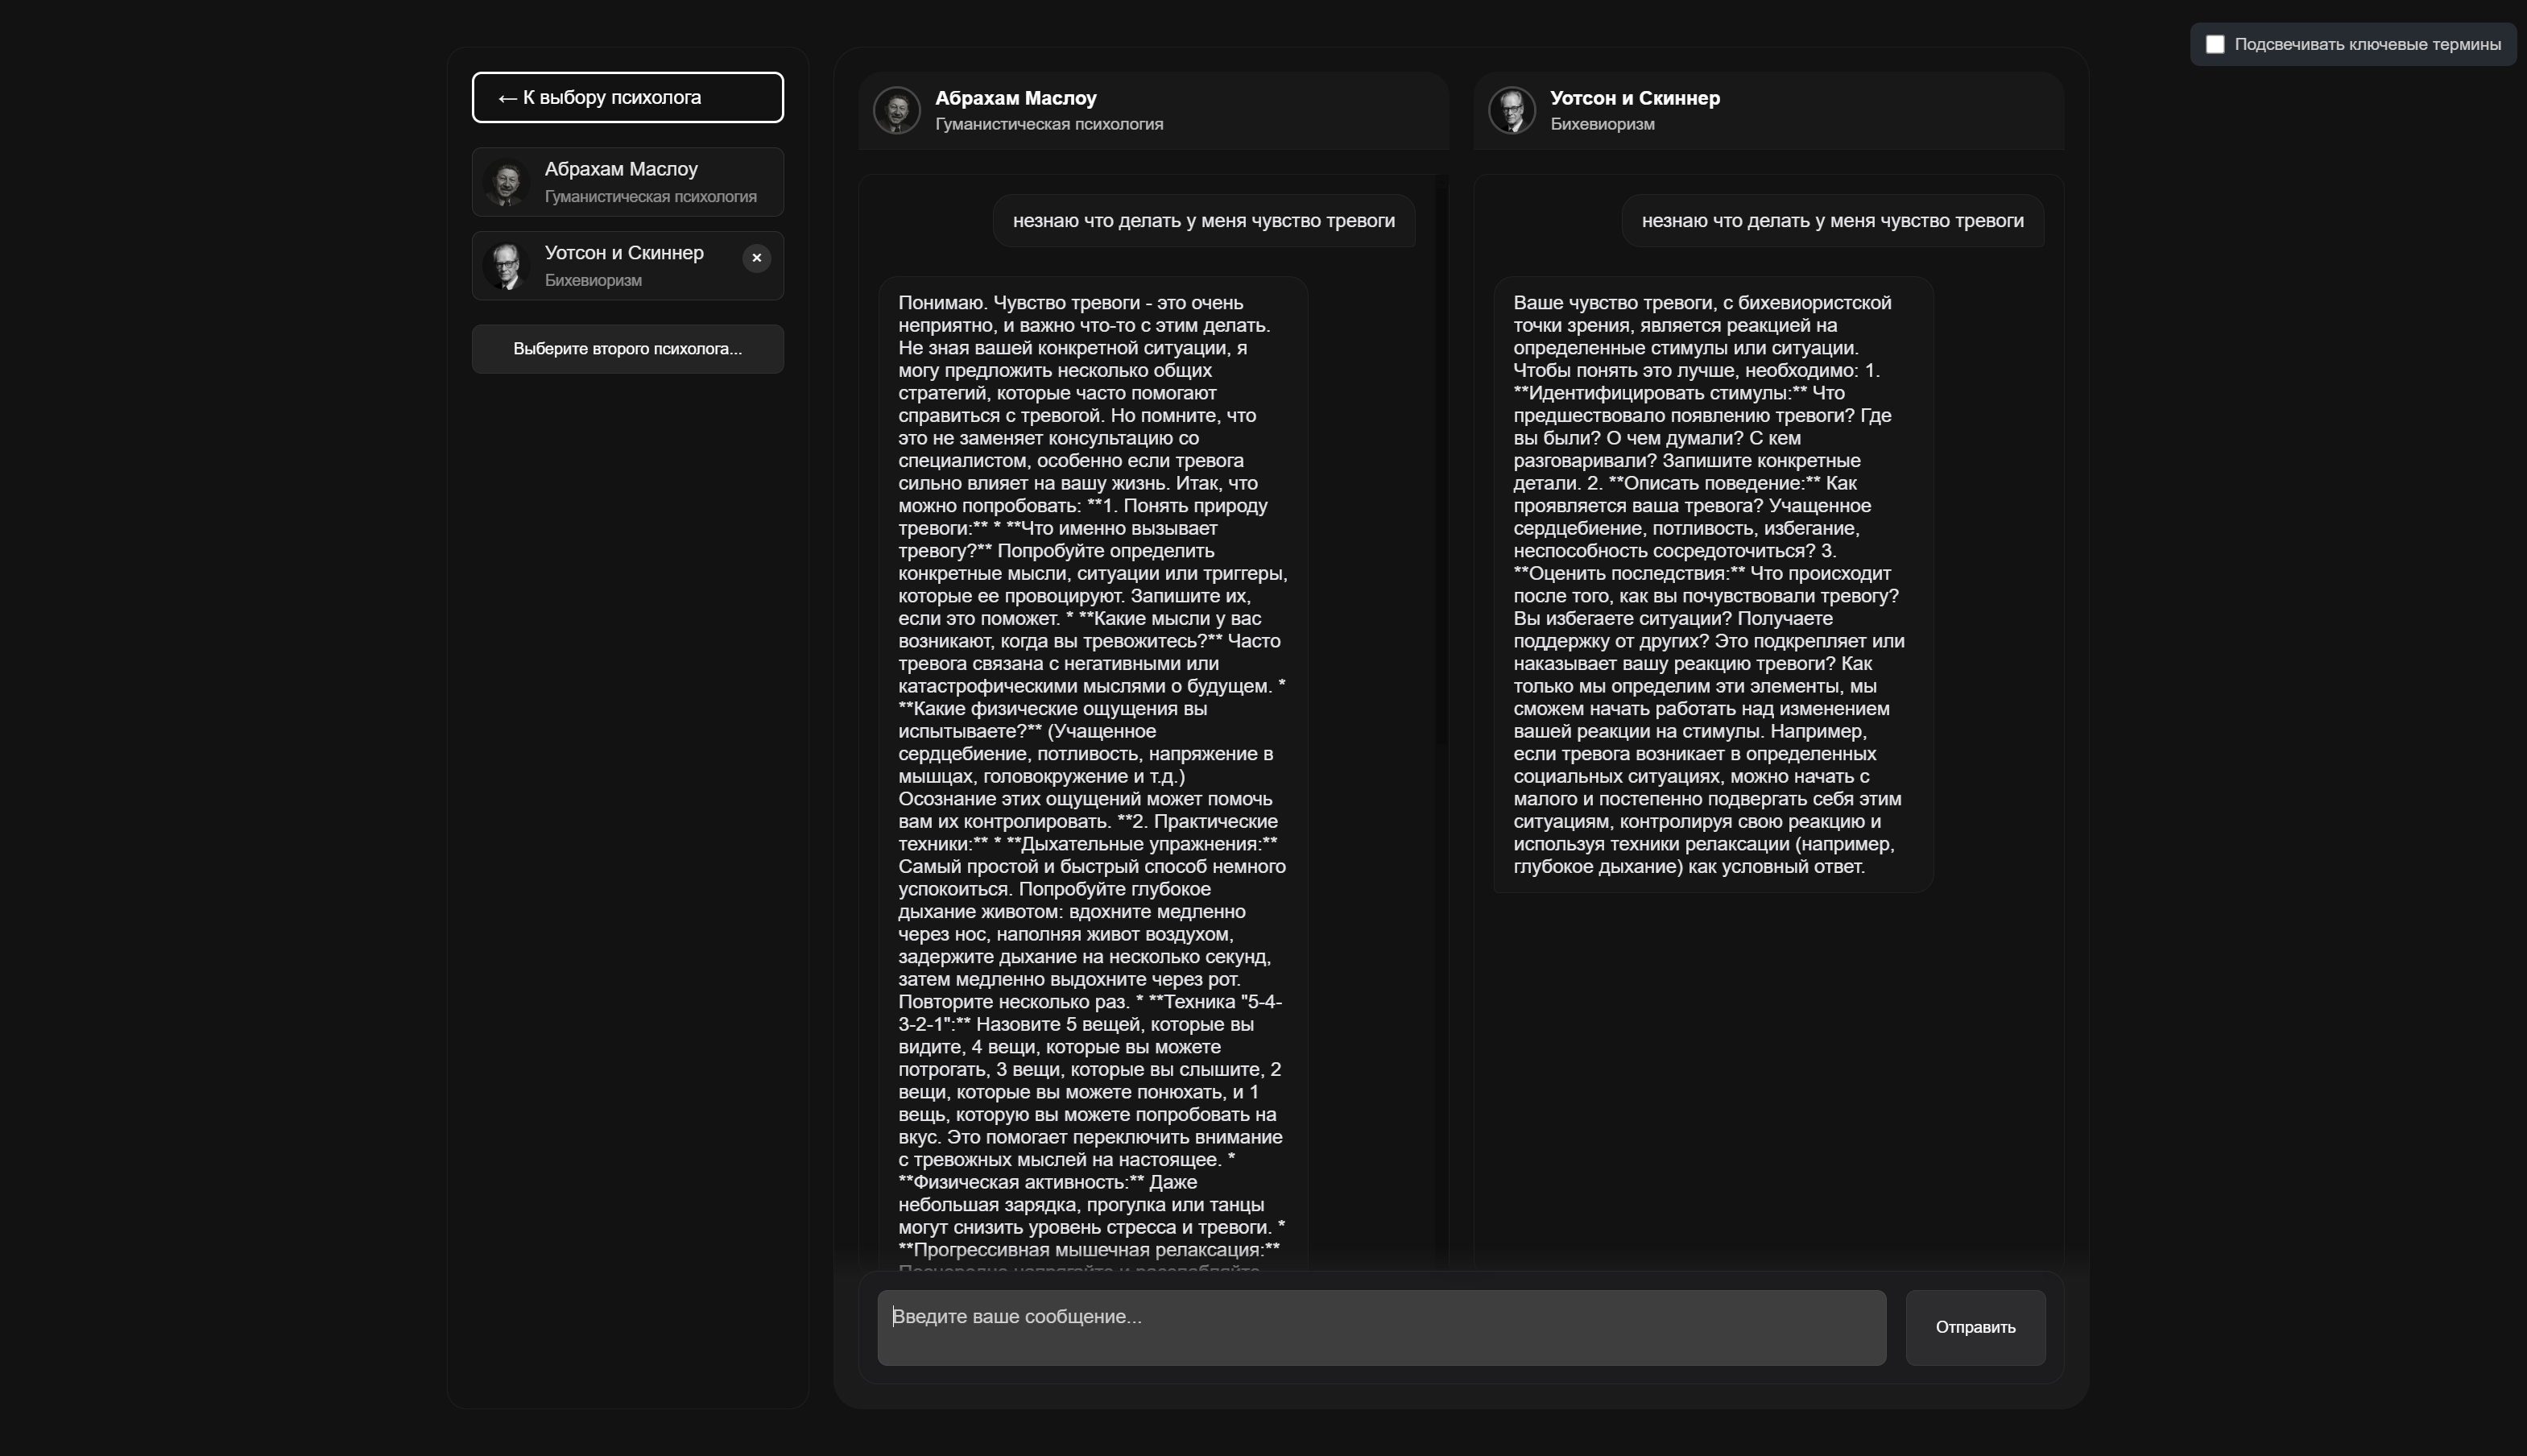 Подсвечивать ключевые термины
← К выбору психолога
Абрахам Маслоу
Гуманистическая психология
Уотсон и Скиннер
Бихевиоризм
×
Выберите второго психолога...
Абрахам Маслоу
Гуманистическая психология
незнаю что делать у меня чувство тревоги
Понимаю. Чувство тревоги - это очень
неприятно, и важно что-то с этим делать.
Не зная вашей конкретной ситуации, я
могу предложить несколько общих
стратегий, которые часто помогают
справиться с тревогой. Но помните, что
это не заменяет консультацию со
специалистом, особенно если тревога
сильно влияет на вашу жизнь. Итак, что
можно попробовать: **1. Понять природу
тревоги:** * **Что именно вызывает
тревогу?** Попробуйте определить
конкретные мысли, ситуации или триггеры,
которые ее провоцируют. Запишите их,
если это поможет. * **Какие мысли у вас
возникают, когда вы тревожитесь?** Часто
тревога связана с негативными или
катастрофическими мыслями о будущем. *
**Какие физические ощущения вы
испытываете?** (Учащенное
сердцебиение, потливость, напряжение в
мышцах, головокружение и т.д.)
Осознание этих ощущений может помочь
вам их контролировать. **2. Практические
техники:** * **Дыхательные упражнения:**
Самый простой и быстрый способ немного
успокоиться. Попробуйте глубокое
дыхание животом: вдохните медленно
через нос, наполняя живот воздухом,
задержите дыхание на несколько секунд,
затем медленно выдохните через рот.
Повторите несколько раз. * **Техника "5-4-
3-2-1":** Назовите 5 вещей, которые вы
видите, 4 вещи, которые вы можете
потрогать, 3 вещи, которые вы слышите, 2
вещи, которые вы можете понюхать, и 1
вещь, которую вы можете попробовать на
вкус. Это помогает переключить внимание
с тревожных мыслей на настоящее. *
**Физическая активность:** Даже
небольшая зарядка, прогулка или танцы
могут снизить уровень стресса и тревоги. *
**Прогрессивная мышечная релаксация:**
Уотсон и Скиннер
Бихевиоризм
незнаю что делать у меня чувство тревоги
Ваше чувство тревоги, с бихевиористской
точки зрения, является реакцией на
определенные стимулы или ситуации.
Чтобы понять это лучше, необходимо: 1.
**Идентифицировать стимулы:** Что
предшествовало появлению тревоги? Где
вы были? О чем думали? С кем
разговаривали? Запишите конкретные
детали. 2. **Описать поведение:** Как
проявляется ваша тревога? Учащенное
сердцебиение, потливость, избегание,
неспособность сосредоточиться? 3.
**Оценить последствия:** Что происходит
после того, как вы почувствовали тревогу?
Вы избегаете ситуации? Получаете
поддержку от других? Это подкрепляет или
наказывает вашу реакцию тревоги? Как
только мы определим эти элементы, мы
сможем начать работать над изменением
вашей реакции на стимулы. Например,
если тревога возникает в определенных
социальных ситуациях, можно начать с
малого и постепенно подвергать себя этим
ситуациям, контролируя свою реакцию и
используя техники релаксации (например,
глубокое дыхание) как условный ответ.
Введите ваше сообщение...
Отправить